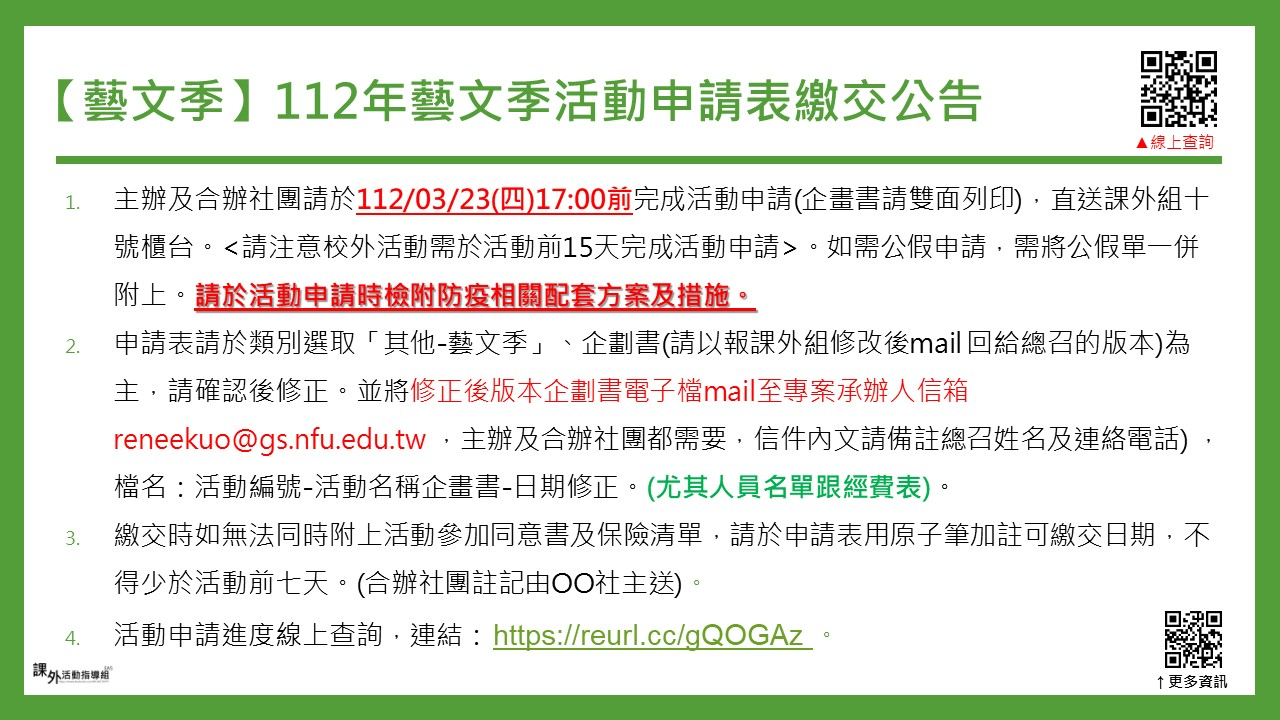 【藝文季】112年藝文季活動申請表繳交公告
▲線上查詢
1. 主辦及合辦社團請於112/03/23(四)17:00前完成活動申請(企畫書請雙面列印)，直送課外組十
號櫃台。<請注意校外活動需於活動前15天完成活動申請>。如需公假申請，需將公假單一併
附上。請於活動申請時檢附防疫相關配套方案及措施。
2. 申請表請於類別選取「其他-藝文季」、企劃書(請以報課外組修改後mail回給總召的版本)為
主，請確認後修正。並將修正後版本企劃書電子檔mail至專案承辦人信箱
reneekuo@gs.nfu.edu.tw ，主辦及合辦社團都需要，信件內文請備註總召姓名及連絡電話) ，
檔名：活動編號-活動名稱企畫書-日期修正。(尤其人員名單跟經費表)。
3. 繳交時如無法同時附上活動參加同意書及保險清單，請於申請表用原子筆加註可繳交日期，不
得少於活動前七天。(合辦社團註記由OO社主送)。
4. 活動申請進度線上查詢，連結：https://reurl.cc/gQOGAz 。
課外活動指導組
↑更多資訊